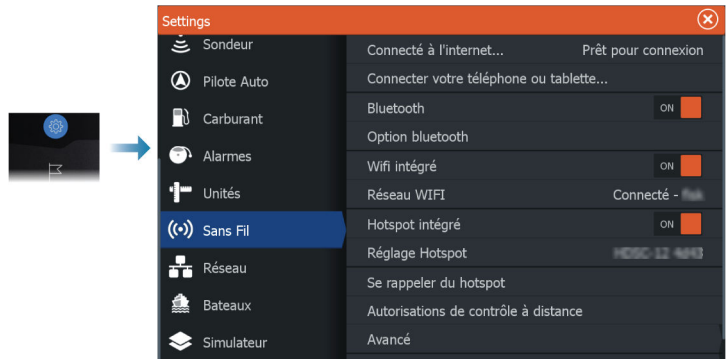 Settings
Sondeur
Pilote Auto
Carburant
Alarmes
Unités
Sans Fil
Réseau
Bateaux
Simulateur
Connecté à l'internet... Prêt pour connexion
Connecter votre téléphone ou tablette...
Bluetooth ON
Option bluetooth
Wifi intégré ON
Réseau WIFI Connecté -
Hotspot intégré ON
Réglage Hotspot
Se rappeler du hotspot
Autorisations de contrôle à distance
Avancé